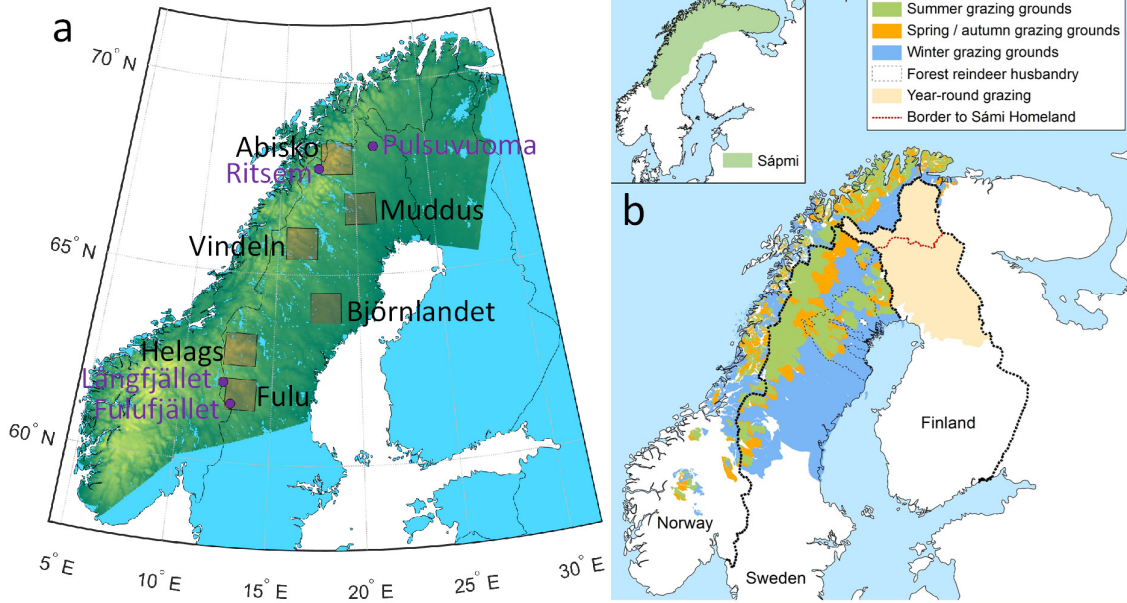 a
70° N
65° N
60° N
5° E
10° E
15° E
20° E
25° E
30° E
Abisko
Pulsuvuoma
Ritsem
Muddus
Vindeln
Björnlandet
Helags
Långfjället
Fulu
Fulufjället
Sápmi
Summer grazing grounds
Spring / autumn grazing grounds
Winter grazing grounds
Forest reindeer husbandry
Year-round grazing
Border to Sámi Homeland
b
Finland
Norway
Sweden